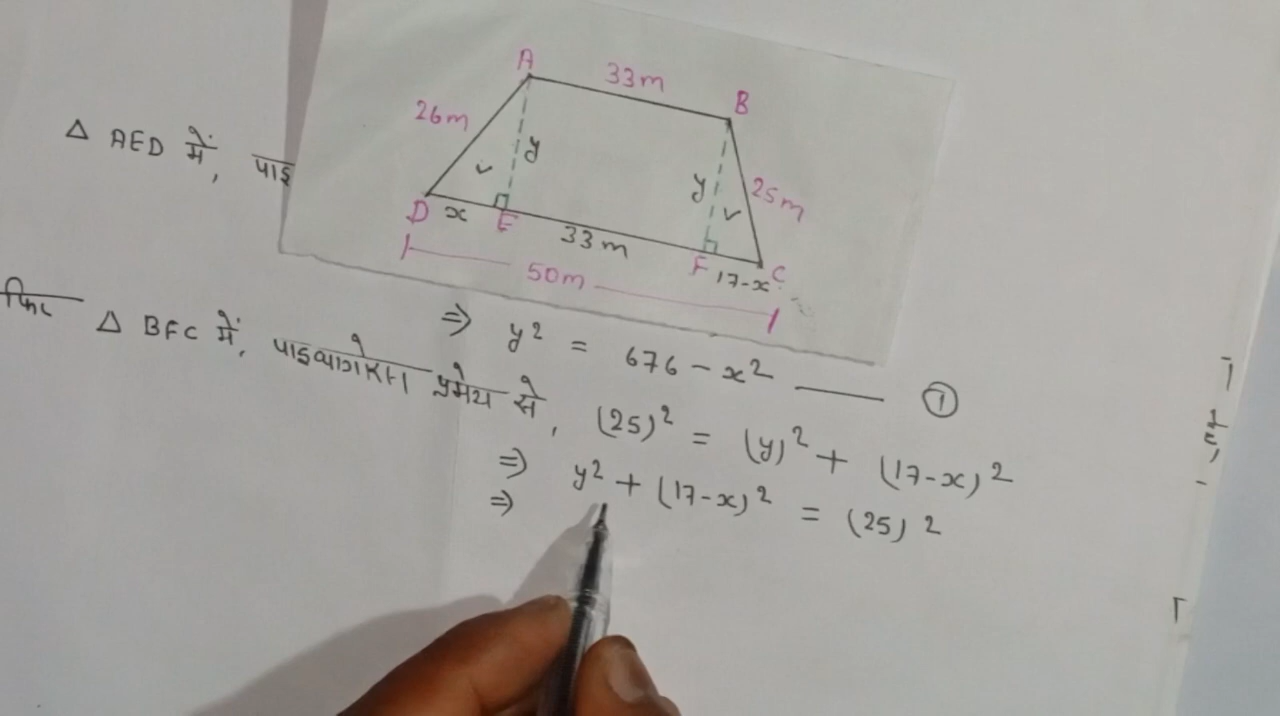 A 33m B
26m y y 25m
Δ AED में, पाइ
D x E 33m F 17-x C
50m
फिर
⇒ y² = 676 - x² ——— ①
Δ BFC में, पाइथागोरस प्रमेय से, (25)² = (y)² + (17-x)²
⇒ y² + (17-x)² = (25)²
⇒